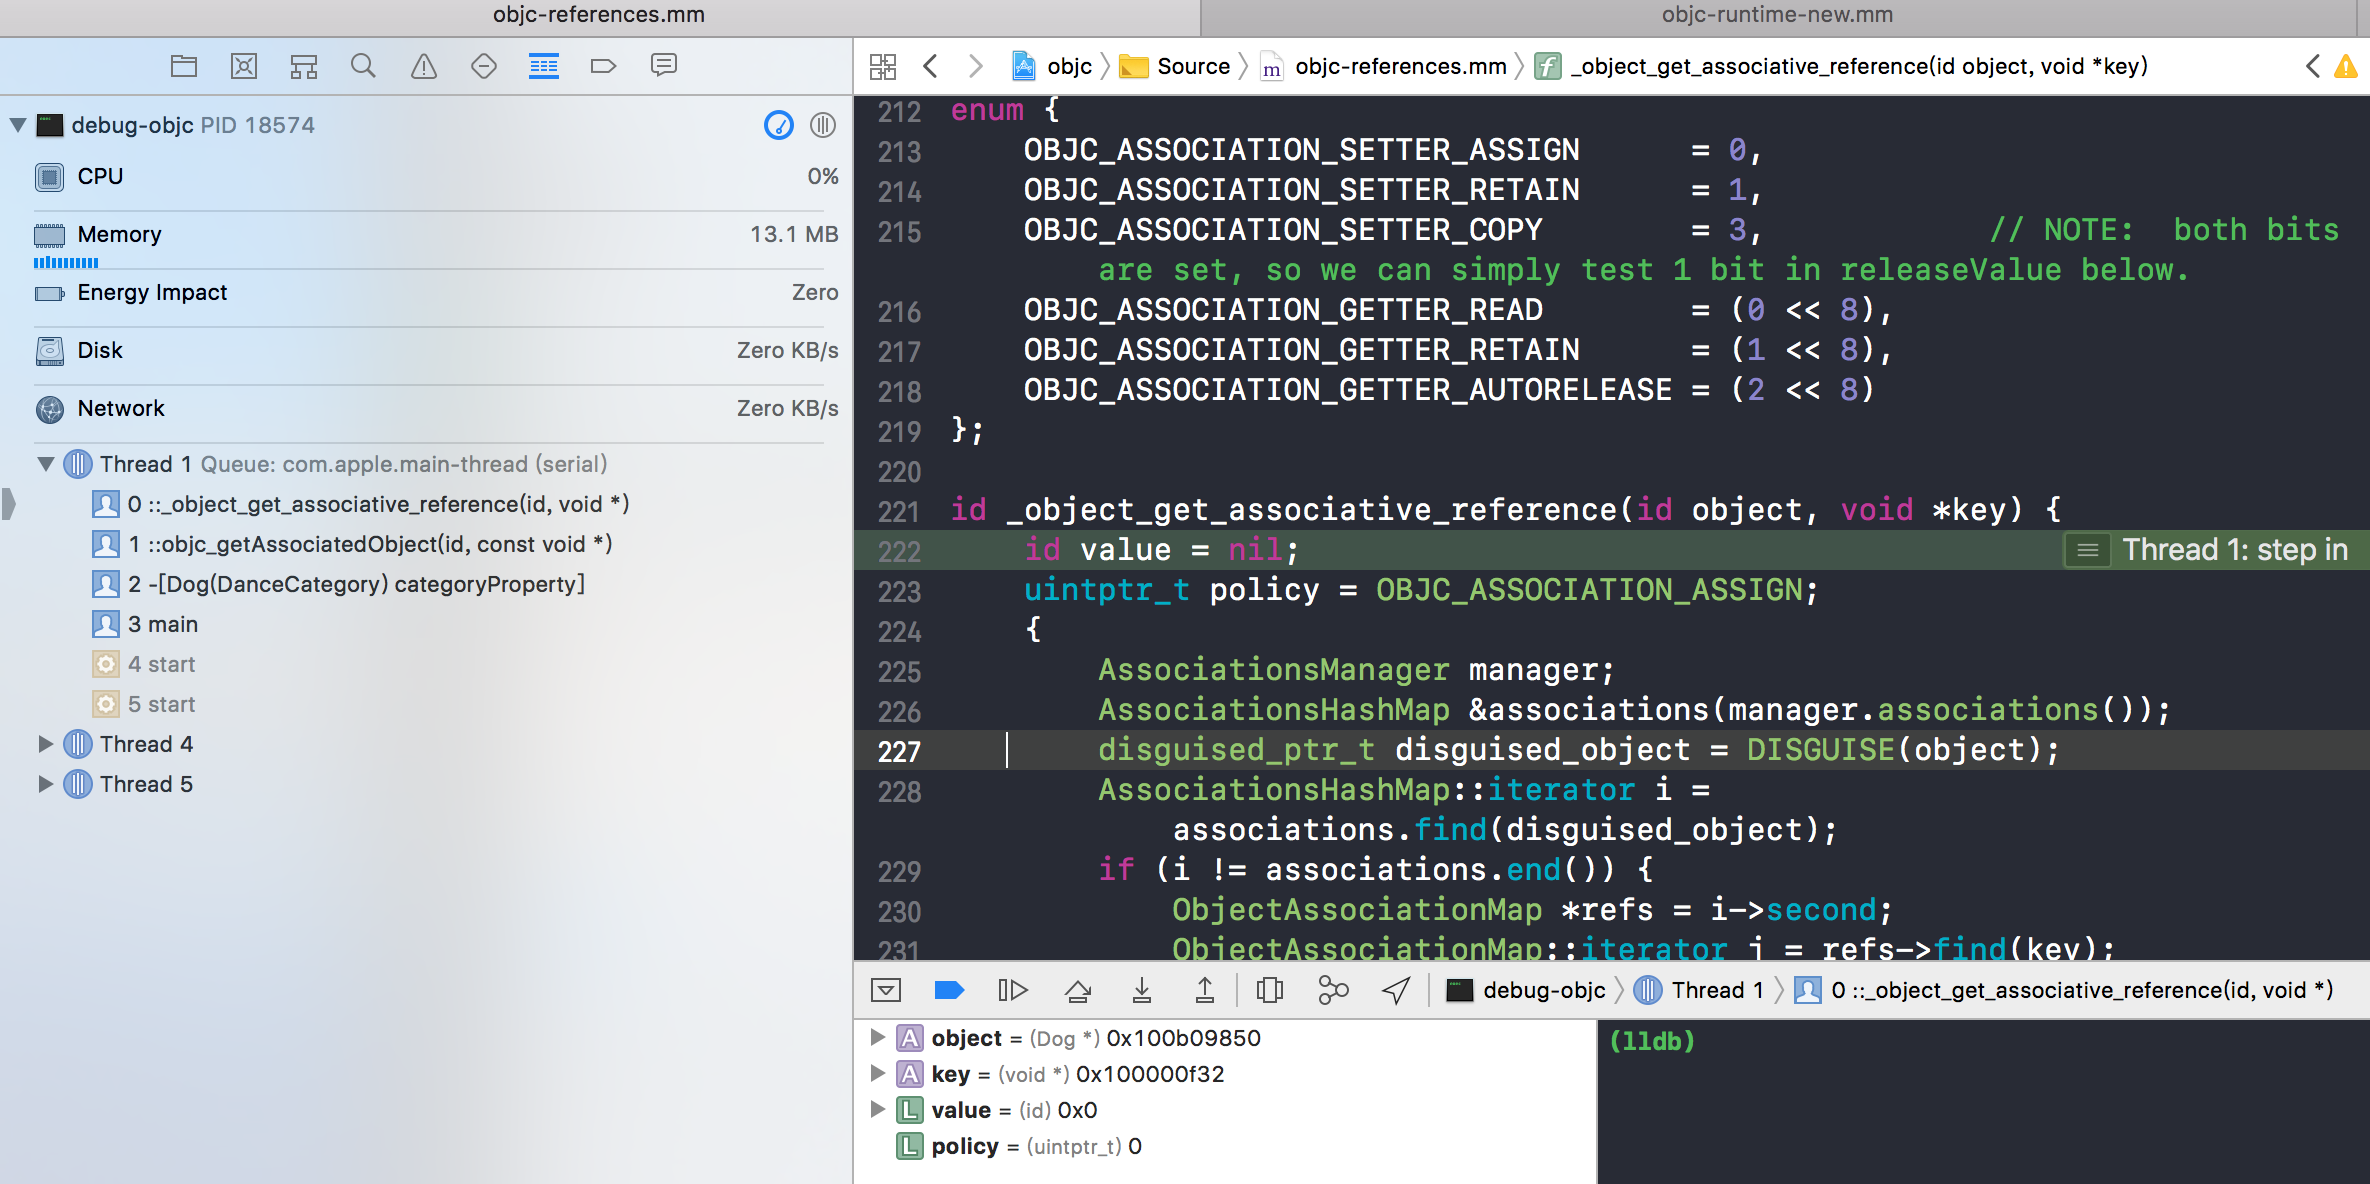 objc-references.mm
objc-runtime-new.mm
objc Source m objc-references.mm f _object_get_associative_reference(id object, void *key)
debug-objc PID 18574
CPU 0%
Memory 13.1 MB
Energy Impact Zero
Disk Zero KB/s
Network Zero KB/s
Thread 1 Queue: com.apple.main-thread (serial)
0 ::_object_get_associative_reference(id, void *)
1 ::objc_getAssociatedObject(id, const void *)
2 -[Dog(DanceCategory) categoryProperty]
3 main
4 start
5 start
Thread 4
Thread 5
212 enum {
213 OBJC_ASSOCIATION_SETTER_ASSIGN = 0,
214 OBJC_ASSOCIATION_SETTER_RETAIN = 1,
215 OBJC_ASSOCIATION_SETTER_COPY = 3, // NOTE: both bits
are set, so we can simply test 1 bit in releaseValue below.
216 OBJC_ASSOCIATION_GETTER_READ = (0 << 8),
217 OBJC_ASSOCIATION_GETTER_RETAIN = (1 << 8),
218 OBJC_ASSOCIATION_GETTER_AUTORELEASE = (2 << 8)
219 };
220
221 id _object_get_associative_reference(id object, void *key) {
222 id value = nil; Thread 1: step in
223 uintptr_t policy = OBJC_ASSOCIATION_ASSIGN;
224 {
225 AssociationsManager manager;
226 AssociationsHashMap &associations(manager.associations());
227 disguised_ptr_t disguised_object = DISGUISE(object);
228 AssociationsHashMap::iterator i =
associations.find(disguised_object);
229 if (i != associations.end()) {
230 ObjectAssociationMap *refs = i->second;
231 ObjectAssociationMap::iterator j = refs->find(key);
debug-objc Thread 1 0 ::_object_get_associative_reference(id, void *)
A object = (Dog *) 0x100b09850
A key = (void *) 0x100000f32
L value = (id) 0x0
L policy = (uintptr_t) 0
(lldb)